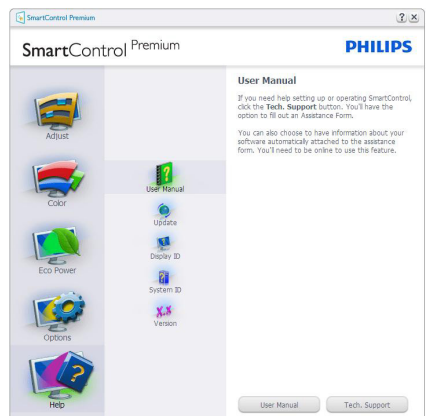 SmartControl Premium
? ×
SmartControl Premium
PHILIPS
Adjust
Color
Eco Power
Options
Help
User Manual
Update
Display ID
System ID
X.X
Version
User Manual
If you need help setting up or operating SmartControl,
click the Tech. Support button. You'll have the
option to fill out an Assistance Form.
You can also choose to have information about your
software automatically attached to the assistance
form. You'll need to be online to use this feature.
User Manual
Tech. Support